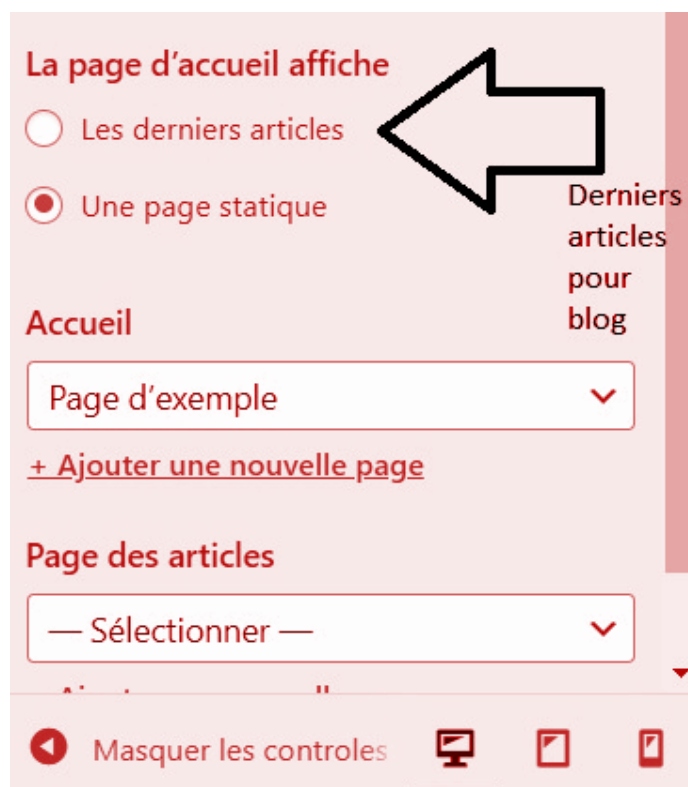 La page d’accueil affiche
Les derniers articles
Une page statique
Derniers
articles
pour
blog
Accueil
Page d’exemple
+ Ajouter une nouvelle page
Page des articles
— Sélectionner —
Masquer les controles